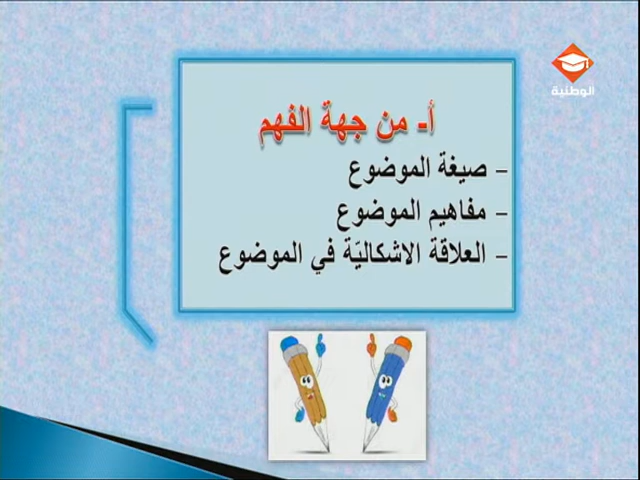 الوطنية
أ- من جهة الفهم
- صيغة الموضوع
- مفاهيم الموضوع
- العلاقة الاشكاليّة في الموضوع